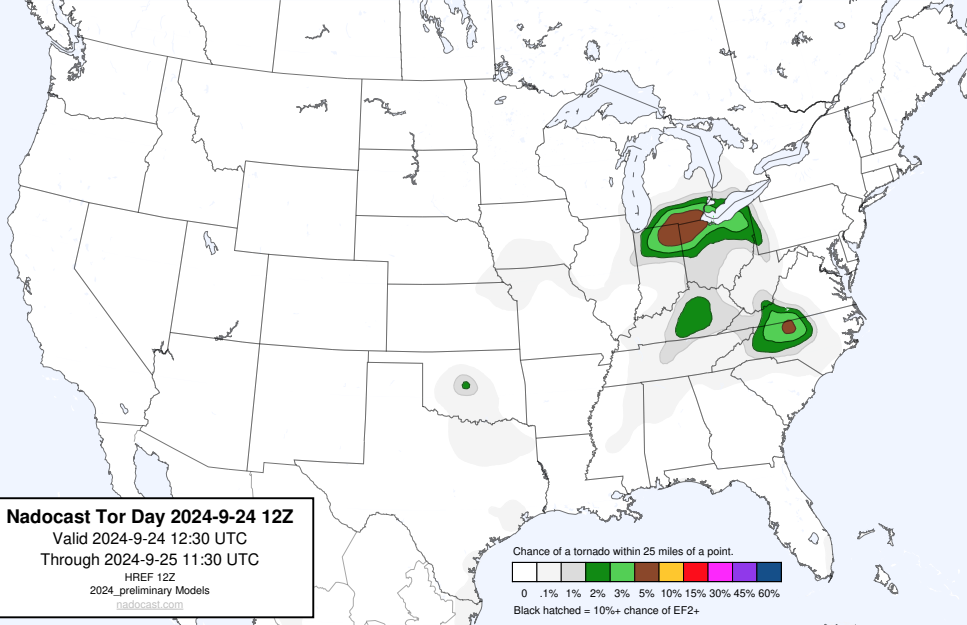 Nadocast Tor Day 2024-9-24 12Z
Valid 2024-9-24 12:30 UTC
Through 2024-9-25 11:30 UTC
HREF 12Z
2024_preliminary Models
nadocast.com
Chance of a tornado within 25 miles of a point.
0 .1% 1% 2% 3% 5% 10% 15% 30% 45% 60%
Black hatched = 10%+ chance of EF2+